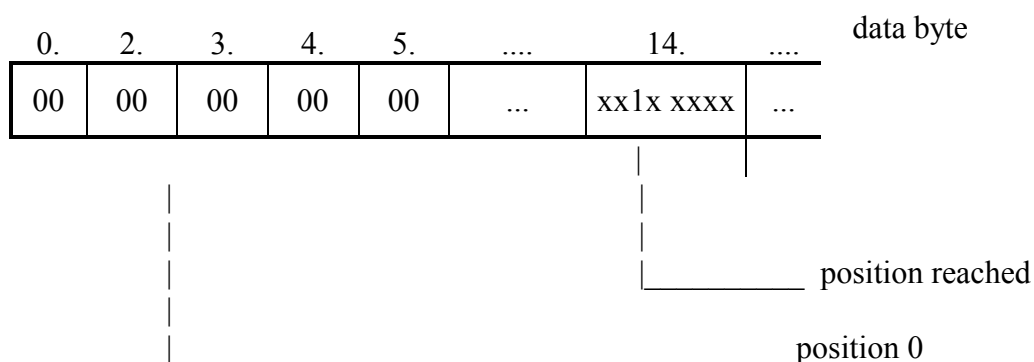 data byte
0. 2. 3. 4. 5. .... 14. ....
00 00 00 00 00 ... xx1x xxxx ...
position reached
position 0